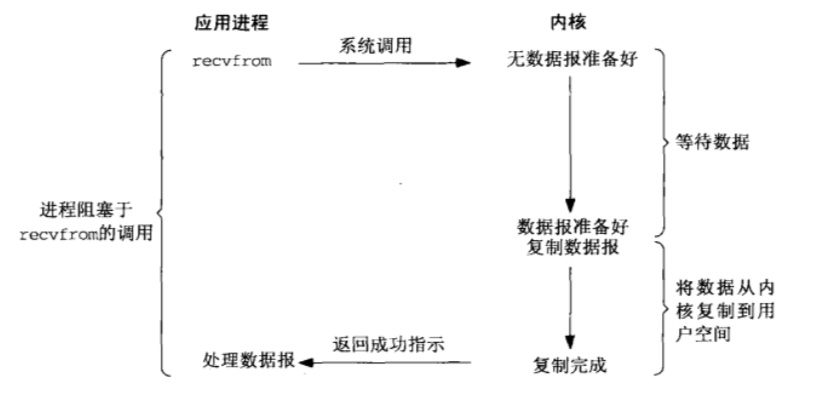 应用进程
内核
recvfrom
系统调用
无数据报准备好
等待数据
进程阻塞于
recvfrom的调用
数据报准备好
复制数据报
将数据从内
核复制到用
户空间
处理数据报
返回成功指示
复制完成